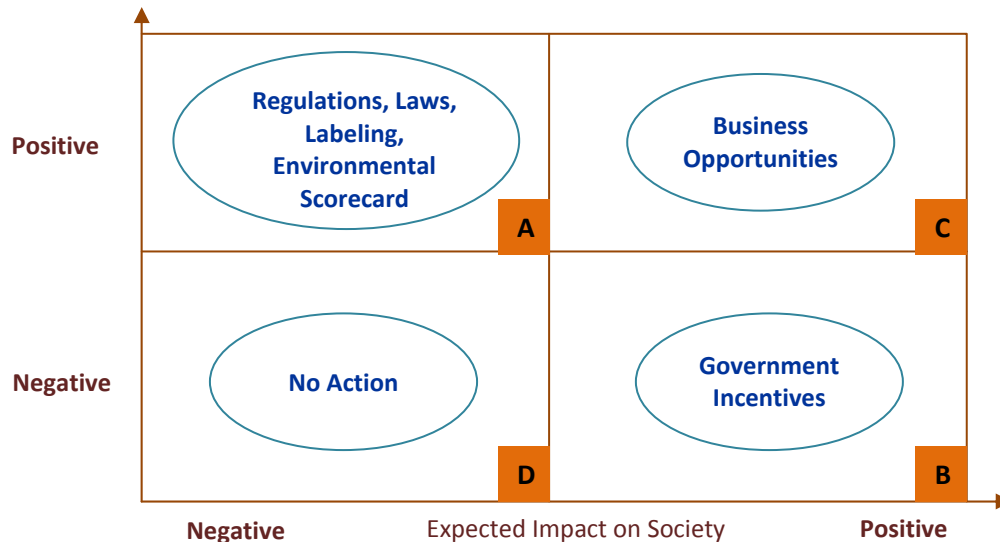 Regulations, Laws,
Labeling,
Environmental
Scorecard
Business
Opportunities
Positive
A
C
No Action
Government
Incentives
Negative
D
B
Negative
Expected Impact on Society
Positive